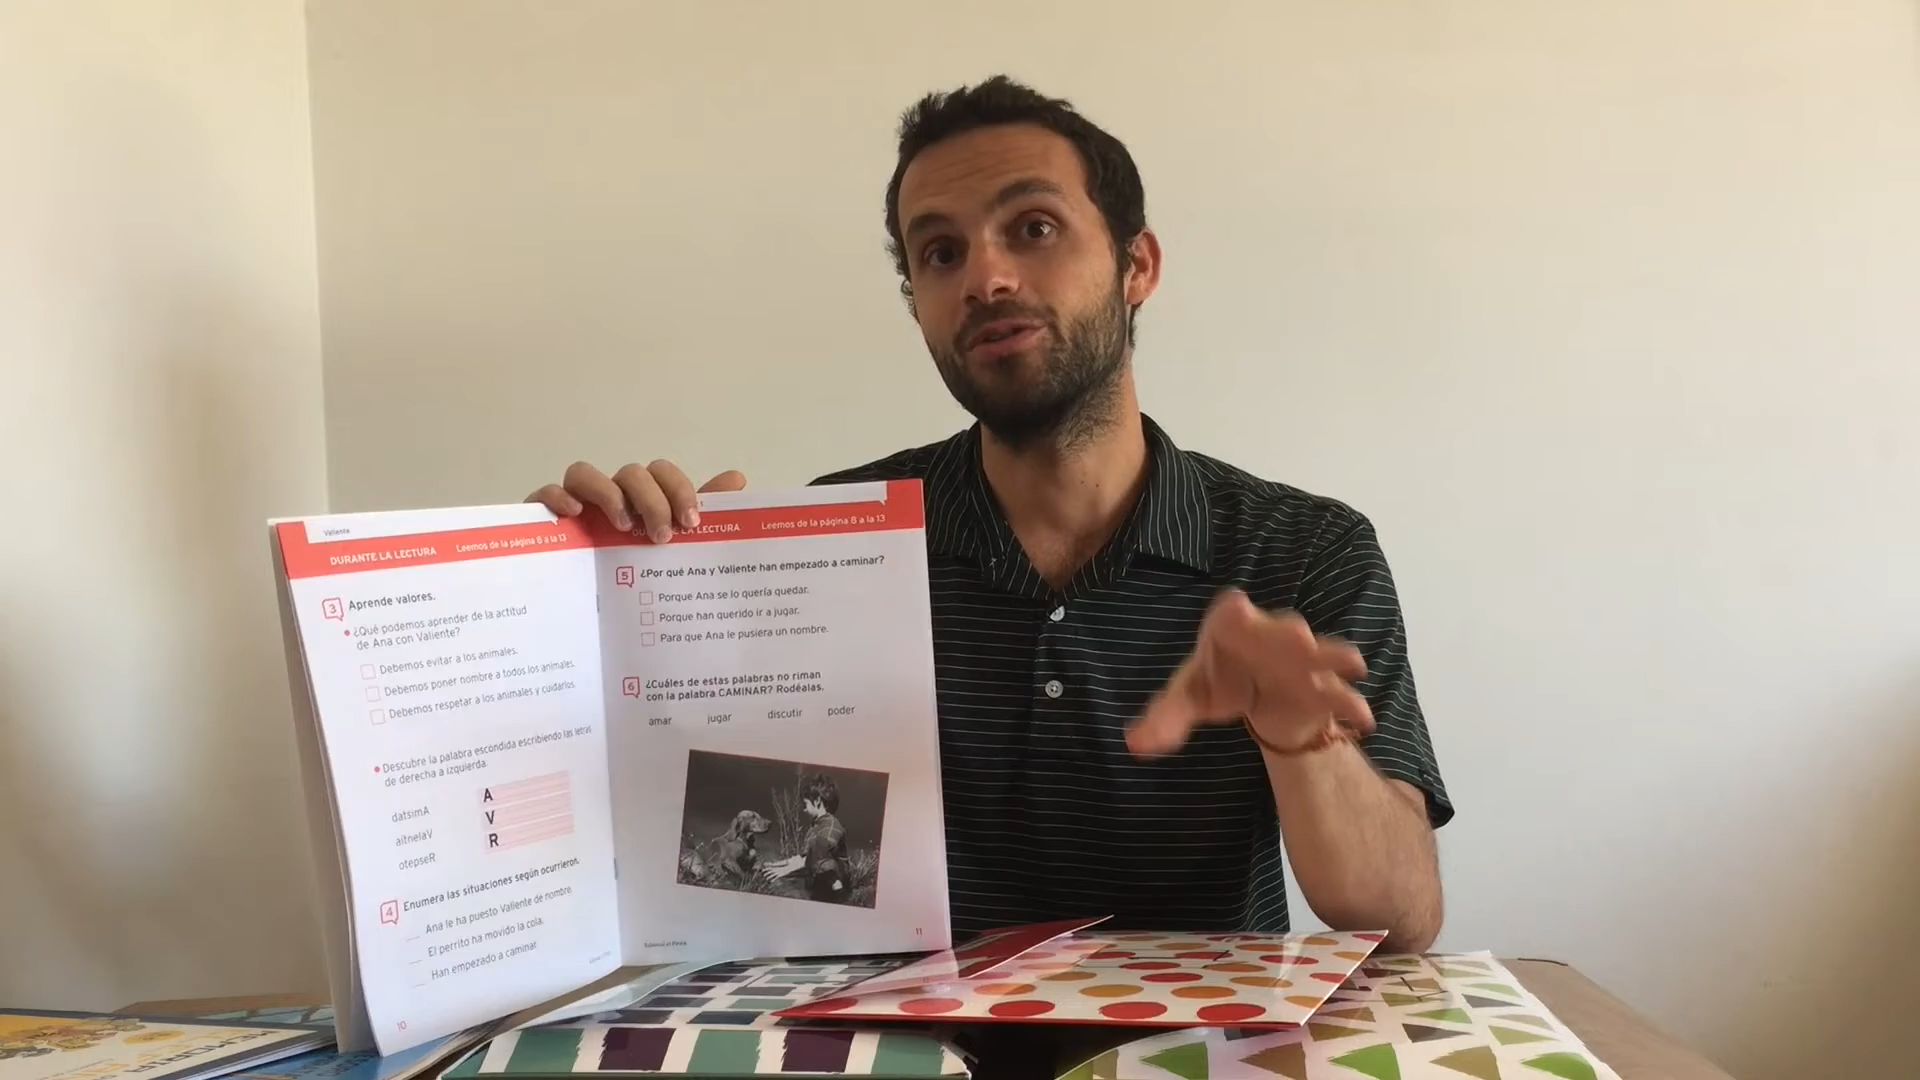 Valiente
DURANTE LA LECTURA Leemos de la página 8 a la 13
3 Aprende valores.
• ¿Qué podemos aprender de la actitud
de Ana con Valiente?
Debemos evitar a los animales.
Debemos poner nombre a todos los animales.
Debemos respetar a los animales y cuidarlos.
• Descubre la palabra escondida escribiendo las letras
de derecha a izquierda.
datsimA A
aitnelaV V
otepseR R
4 Enumera las situaciones según ocurrieron.
Ana le ha puesto Valiente de nombre.
El perrito ha movido la cola.
Han empezado a caminar.
10
LA LECTURA Leemos de la página 8 a la 13
5 ¿Por qué Ana y Valiente han empezado a caminar?
Porque Ana se lo quería quedar.
Porque han querido ir a jugar.
Para que Ana le pusiera un nombre.
6 ¿Cuáles de estas palabras no riman
con la palabra CAMINAR? Rodéalas.
amar jugar discutir poder
11